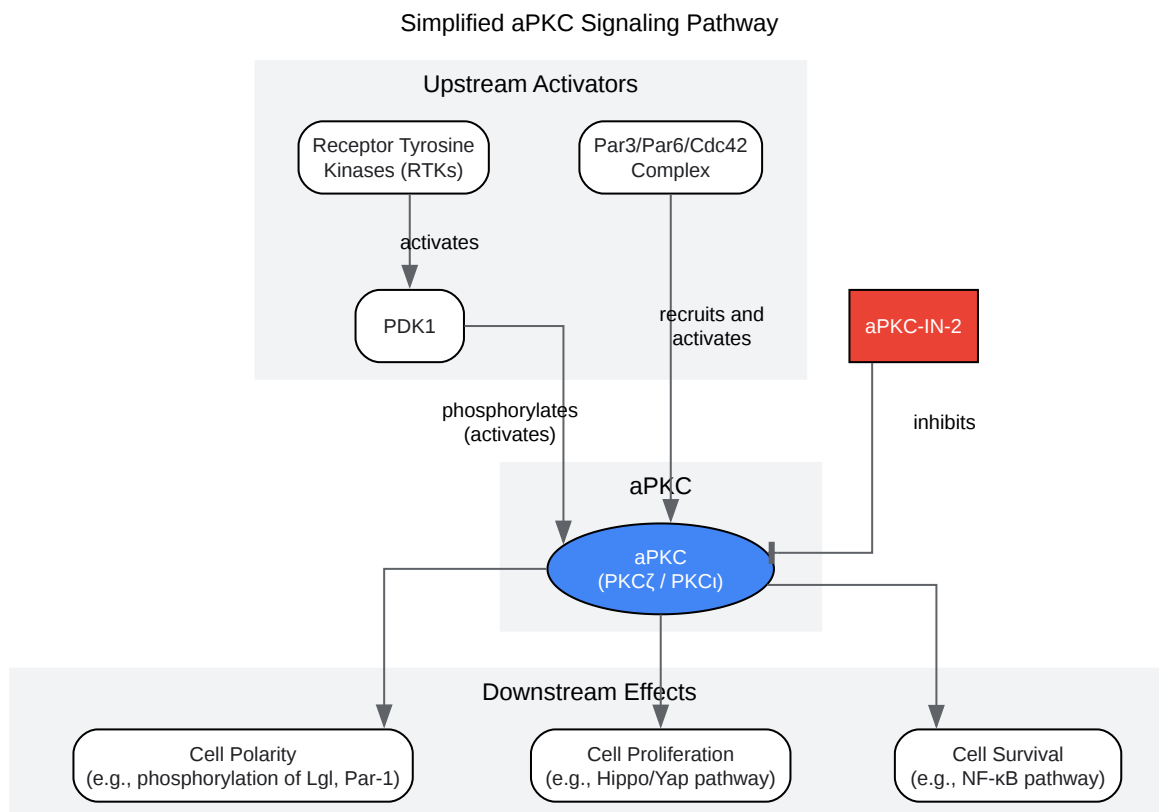 Simplified aPKC Signaling Pathway
Upstream Activators
Receptor Tyrosine
Kinases (RTKs)
Par3/Par6/Cdc42
Complex
activates
PDK1
recruits and
activates
aPKC-IN-2
phosphorylates
(activates)
inhibits
aPKC
aPKC
(PKCζ / PKCι)
Downstream Effects
Cell Polarity
(e.g., phosphorylation of Lgl, Par-1)
Cell Proliferation
(e.g., Hippo/Yap pathway)
Cell Survival
(e.g., NF-κB pathway)